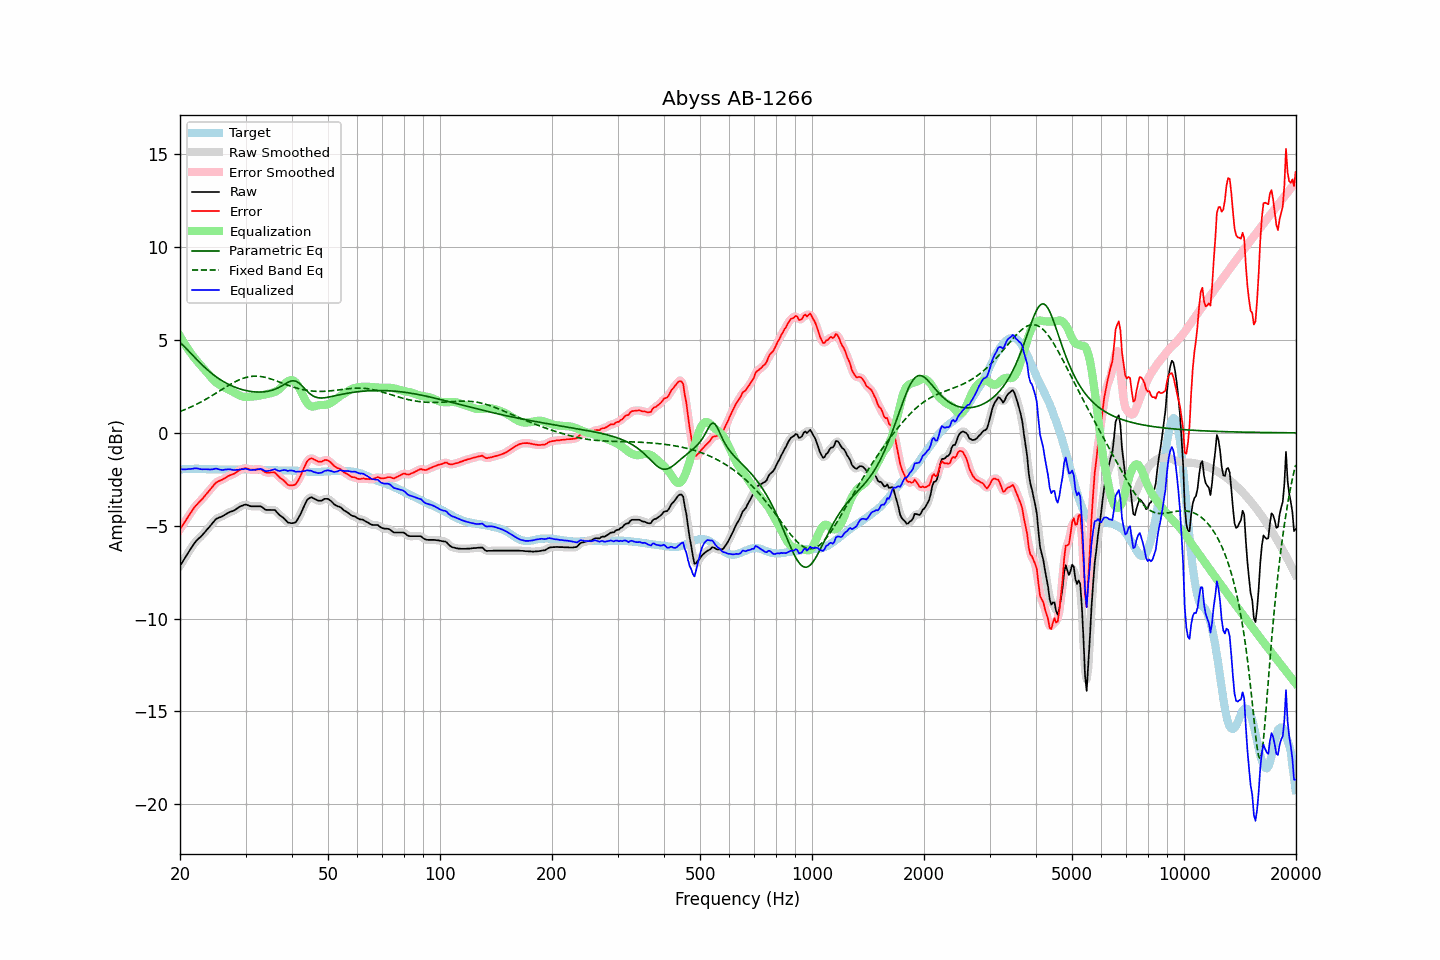 Abyss AB-1266
Target
Raw Smoothed
Error Smoothed
Raw
Error
Equalization
Parametric Eq
Fixed Band Eq
Equalized
15
10
5
0
−5
−10
−15
−20
Amplitude (dBr)
20 50 100 200 500 1000 2000 5000 10000 20000
Frequency (Hz)